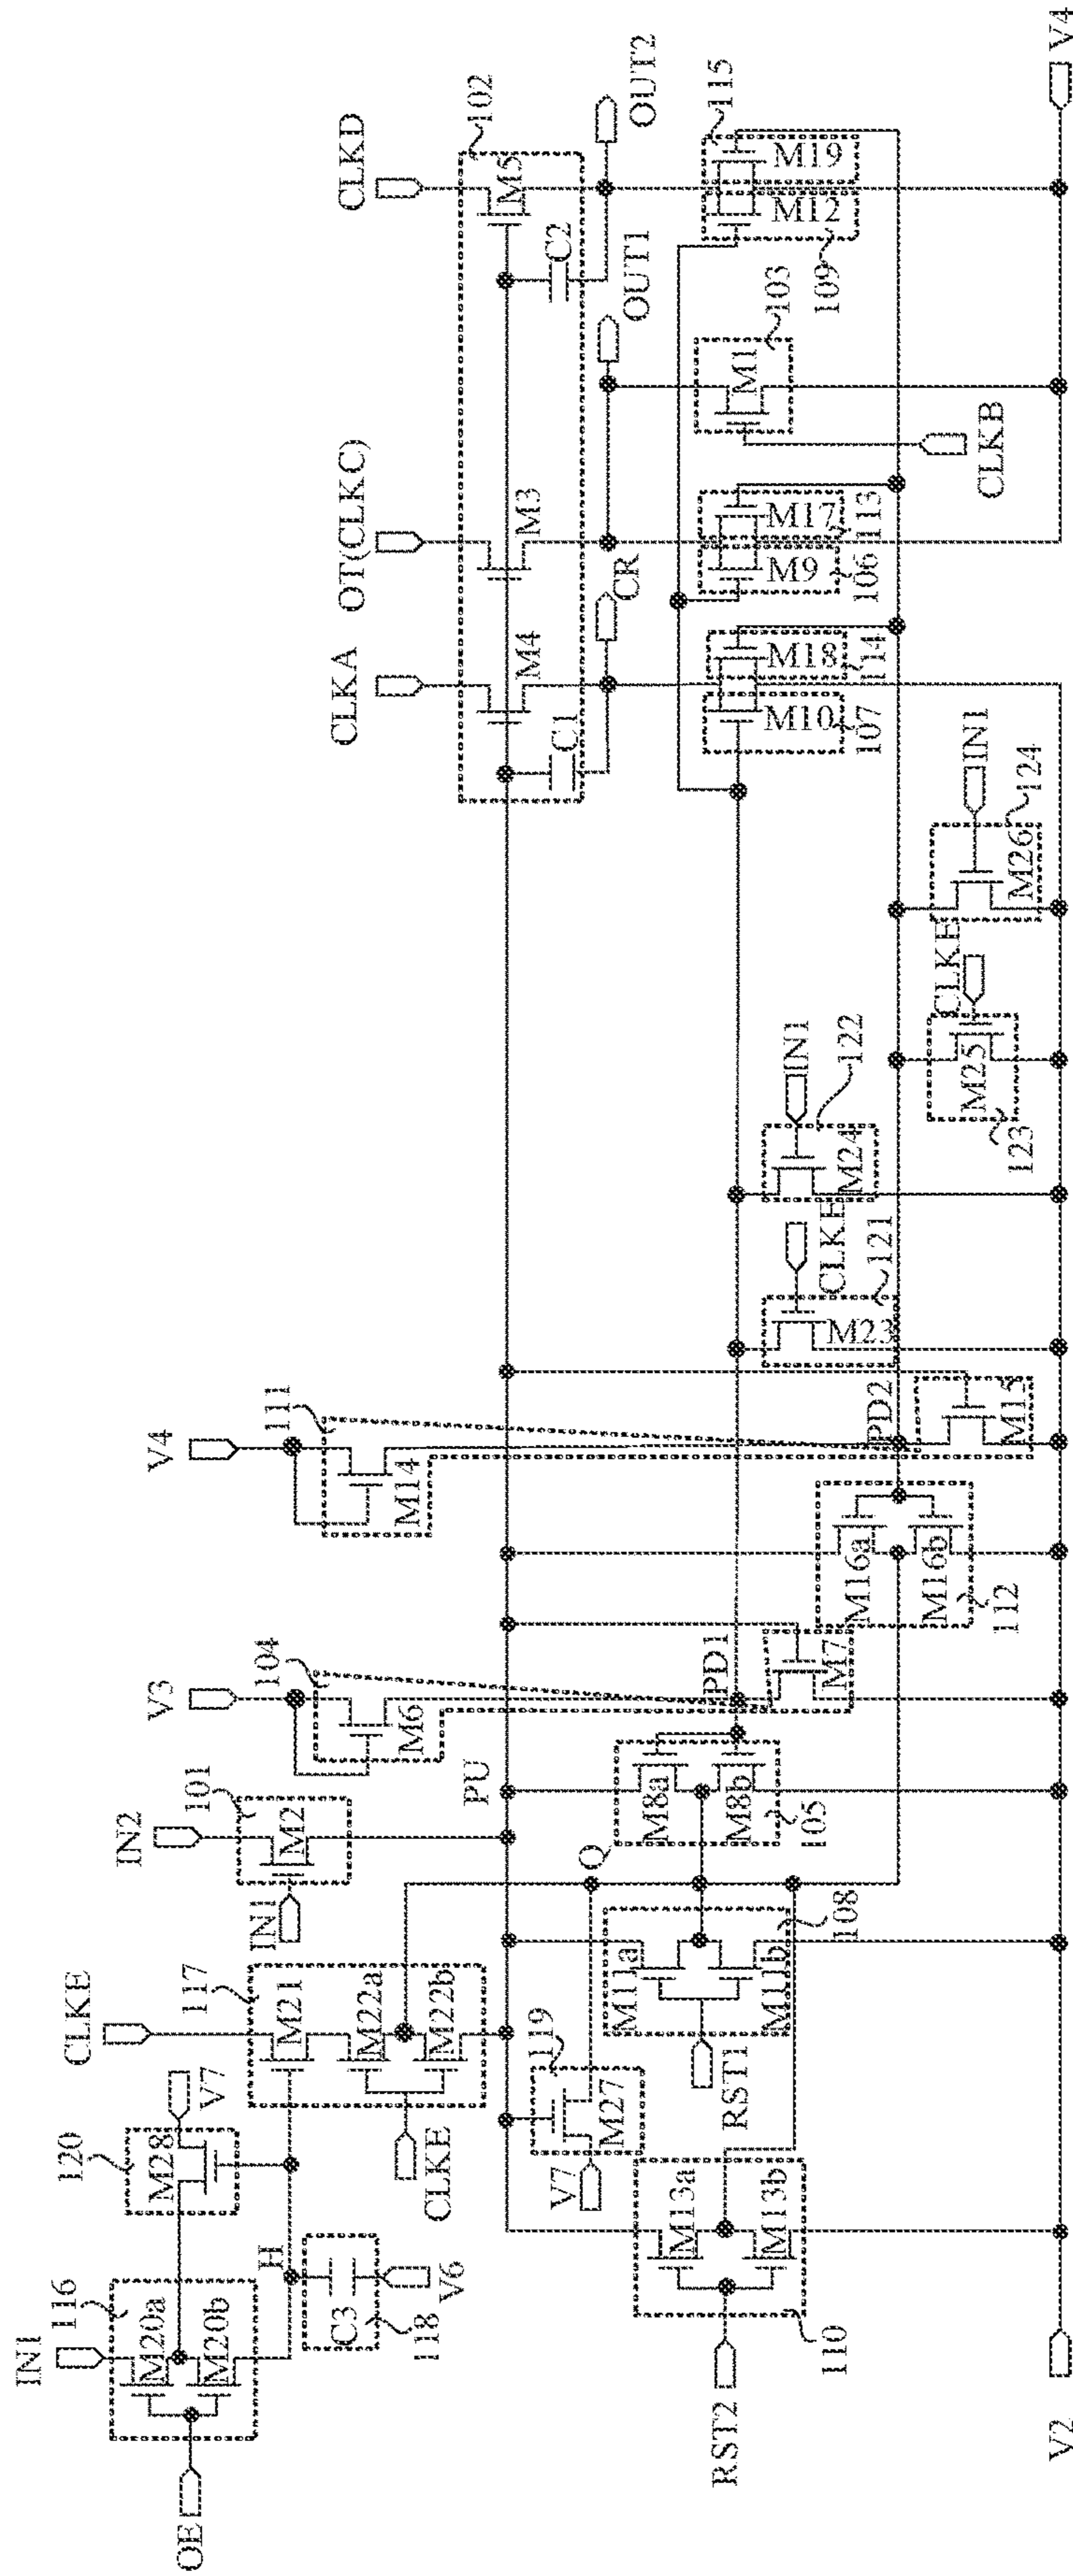 OE
IN1
116
M20a
M20b
H
C3
118
V6
120
M28
V7
CLKE
117
M21
M22a
M22b
CLKE
IN1
101
M2
IN2
V3
104
M6
V4
111
M14
PU
119
M27
V7
RST2
110
M13a
M13b
RST1
M11a
M11b
108
Q
M8a
M8b
105
PD1
M7
M16a
M16b
112
PD2
M15
CLKE
M23
121
IN1
M24
122
CLKE
M25
123
IN1
M26
124
CLKA
OT(CLKC)
CLKD
102
C1
M4
M3
C2
M5
CR
OUT1
OUT2
M10
107
M18
114
M9
106
M17
113
M1
103
CLKB
M12
109
M19
115
V2
V4